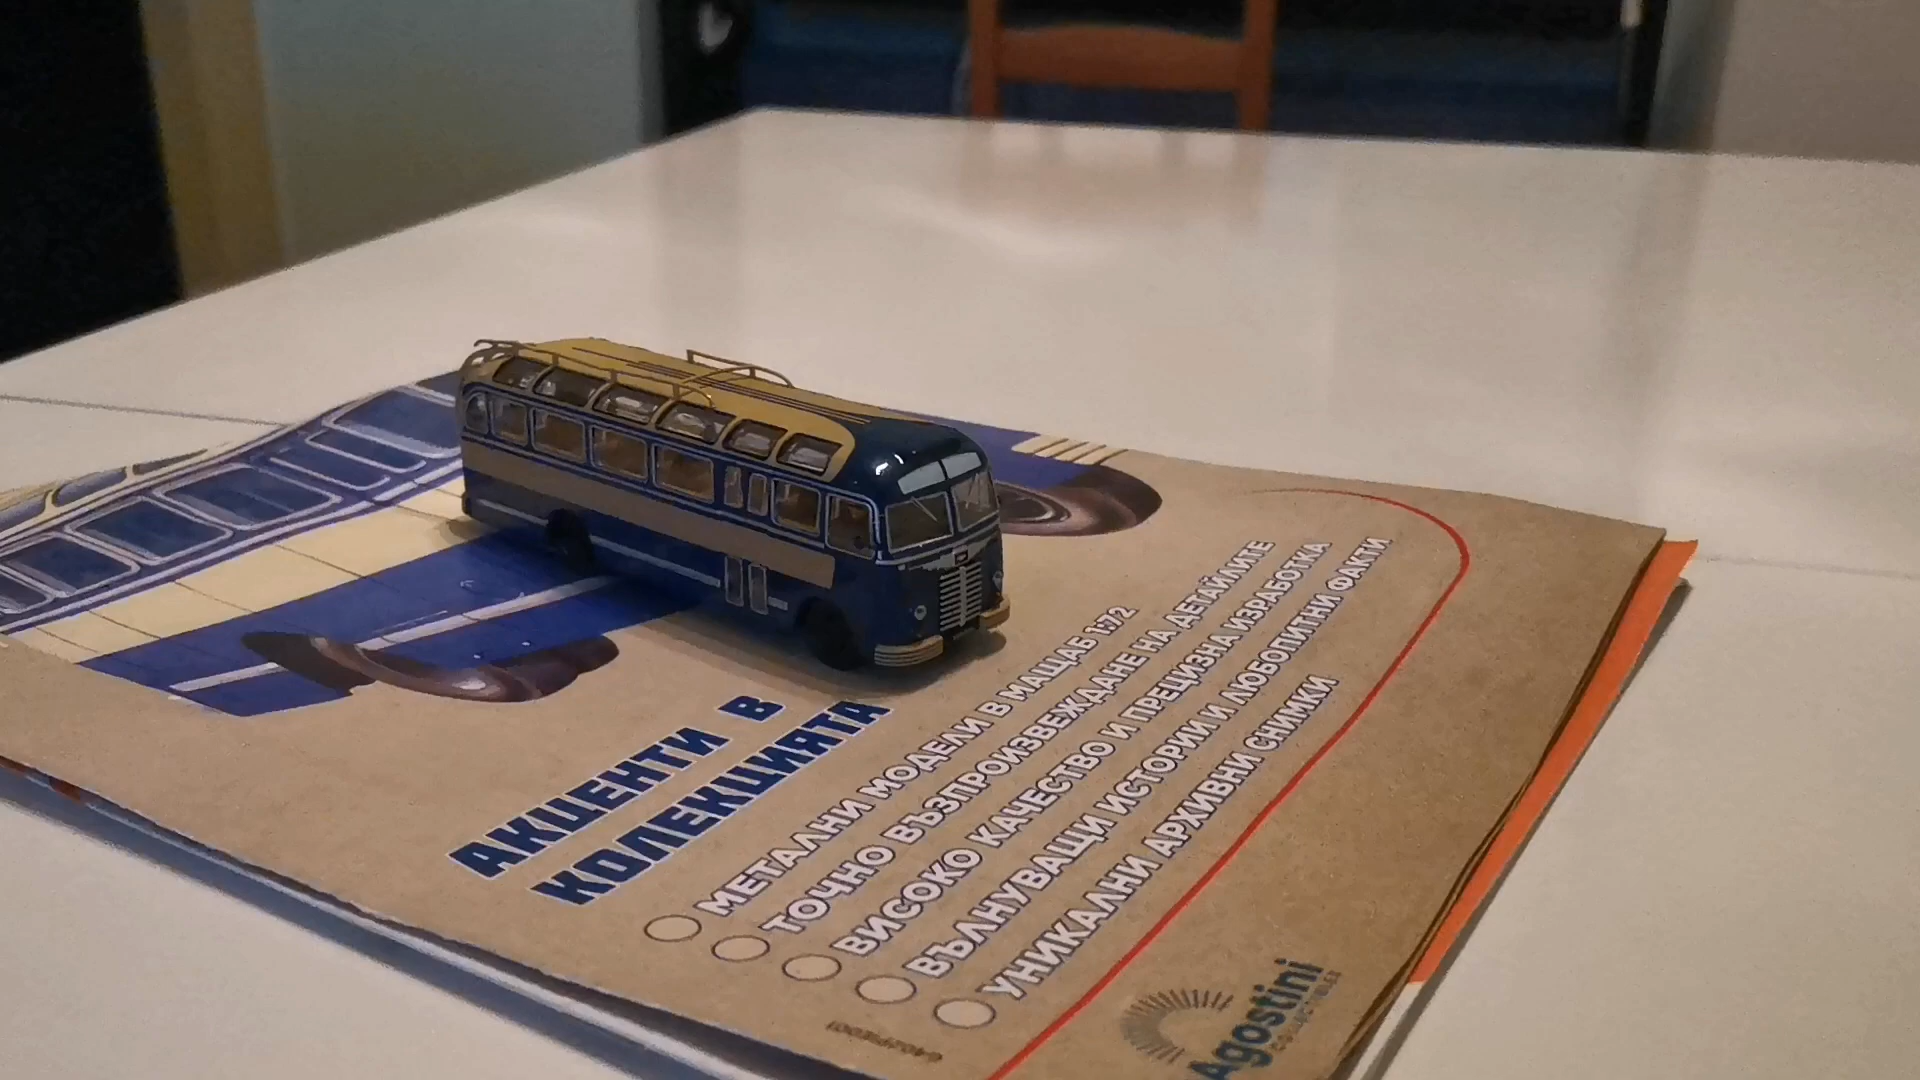 АКЦЕНТИ В
КОЛЕКЦИЯТА
МЕТАЛНИ МОДЕЛИ В МАЩАБ 1:72
ТОЧНО ВЪЗПРОИЗВЕЖДАНЕ НА ДЕТАЙЛИТЕ
ВИСОКО КАЧЕСТВО И ПРЕЦИЗНА ИЗРАБОТКА
ВЪЛНУВАЩИ ИСТОРИИ И ЛЮБОПИТНИ ФАКТИ
УНИКАЛНИ АРХИВНИ СНИМКИ
Agostini
COLLECTIBLES